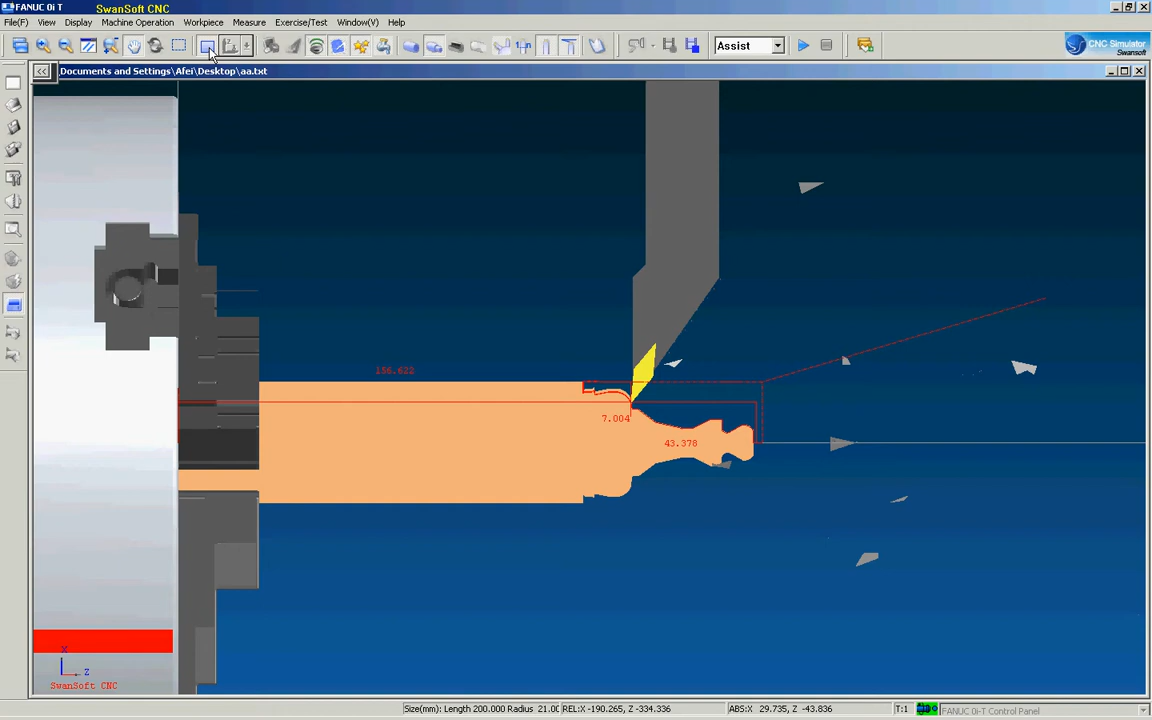 FANUC 0i T SwanSoft CNC
File(F) View Display Machine Operation Workpiece Measure Exercise/Test Window(V) Help
Assist
CNC Simulator
Swansoft
<<
Documents and Settings\Afei\Desktop\aa.txt
156.622
7.004
43.378
X
Z
SwanSoft CNC
Size(mm): Length 200.000 Radius 21.00 REL:X -190.265, Z -334.336 ABS:X 29.735, Z -43.836 T:1 FANUC 0i-T Control Panel